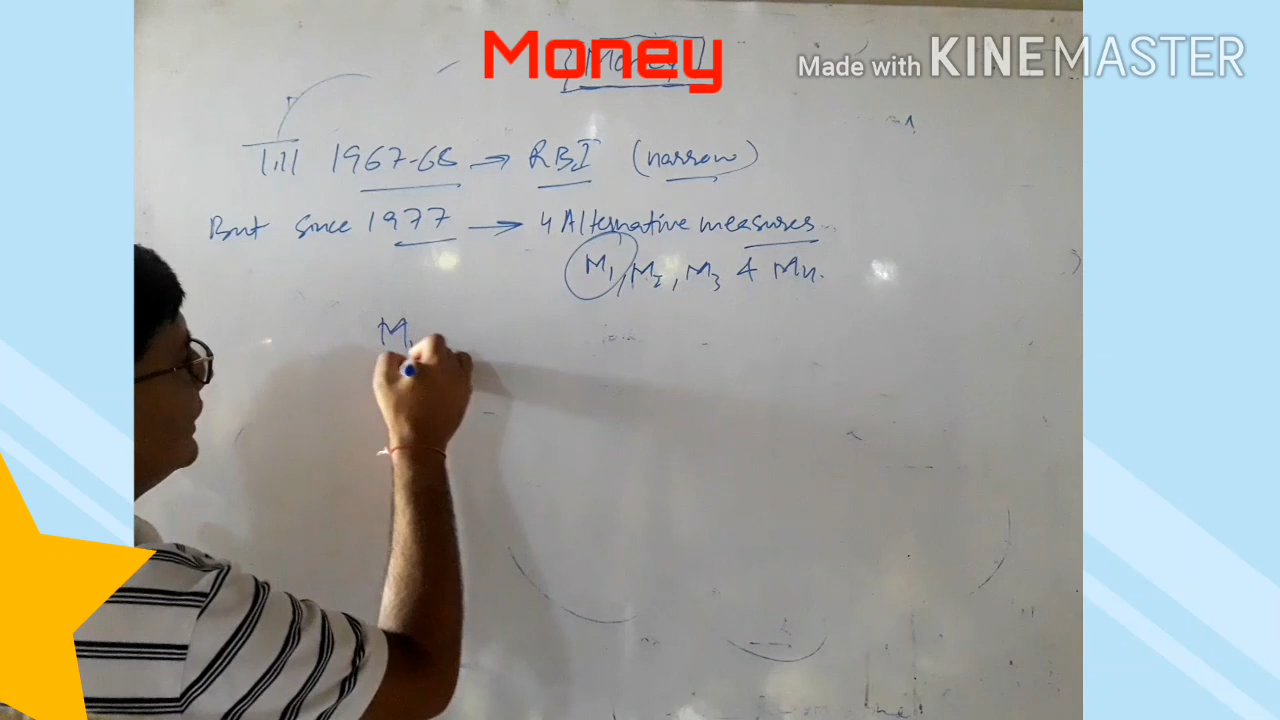 Money
Made with KINEMASTER
Money
Till 1967-68 → RBI (narrow)
But since 1977 → 4 Alternative measures
M1, M2, M3 & M4.
M1